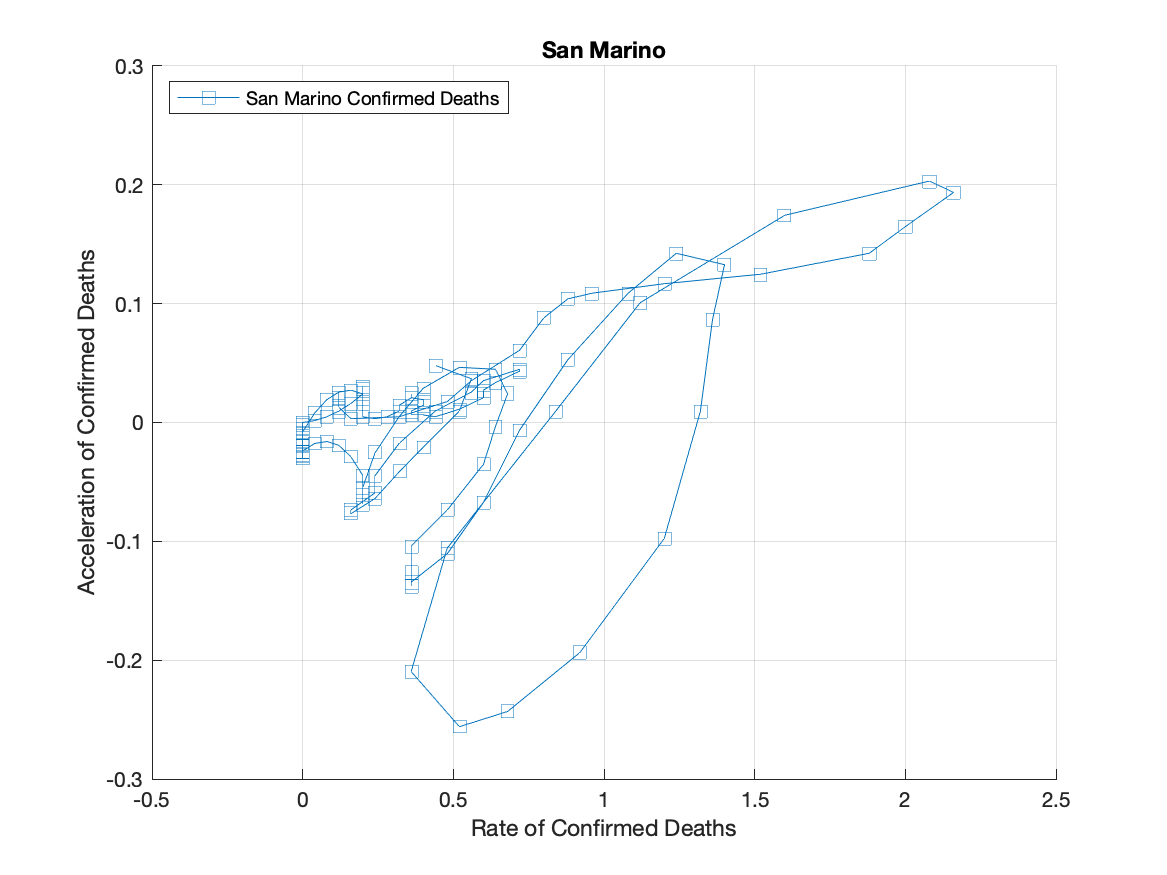 San Marino
0.3
San Marino Confirmed Deaths
0.2
0.1
0
-0.1
-0.2
-0.3
Acceleration of Confirmed Deaths
-0.5 0 0.5 1 1.5 2 2.5
Rate of Confirmed Deaths